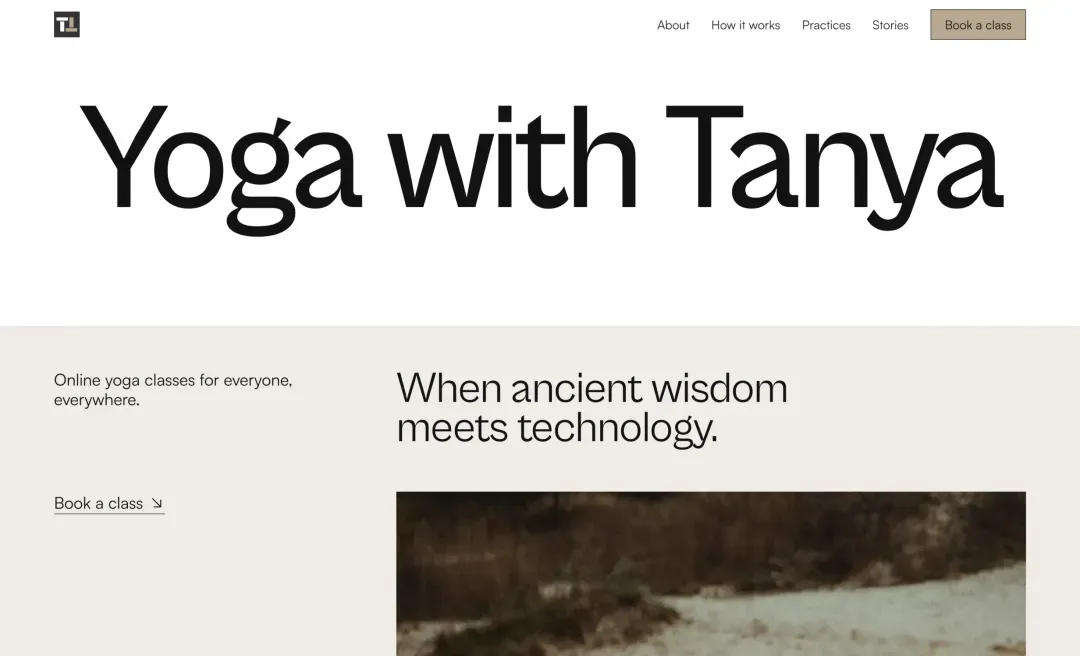 About
How it works
Practices
Stories
Book a class
Yoga with Tanya
Online yoga classes for everyone,
everywhere.
When ancient wisdom
meets technology.
Book a class